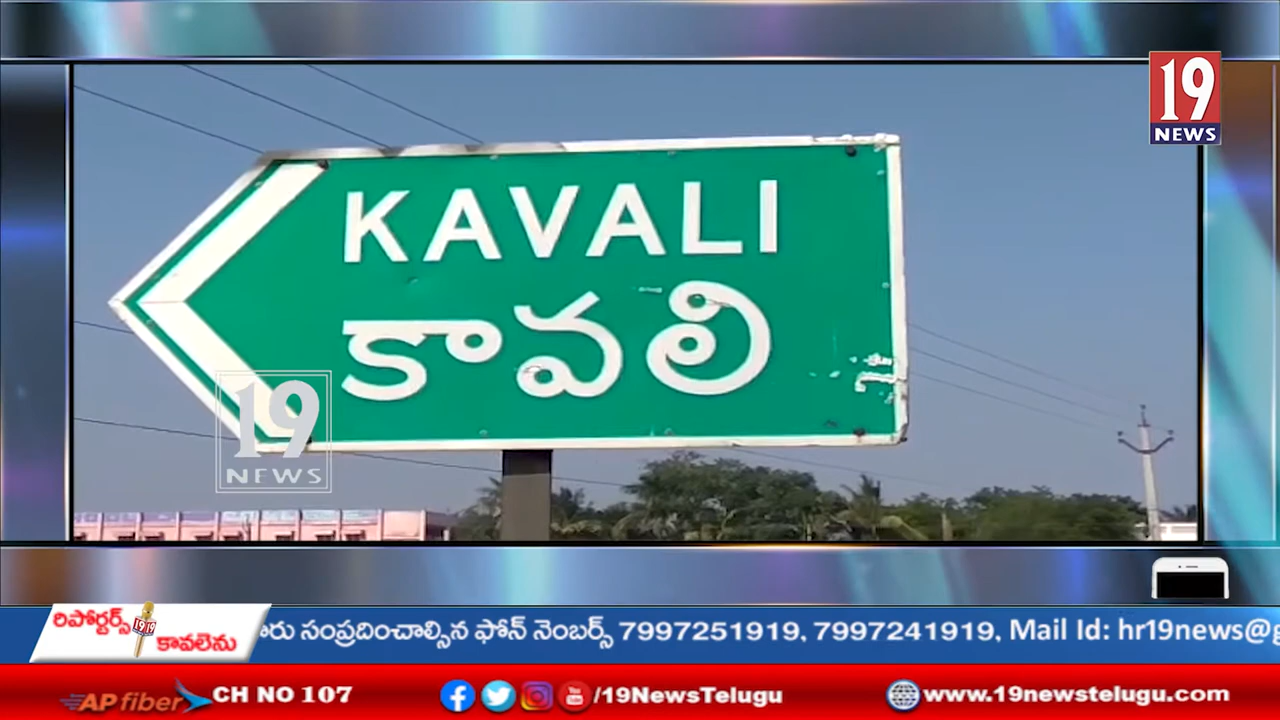 19
NEWS
KAVALI
కావలి
19
NEWS
రిపోర్టర్స్
1919
కావలెను
రు సంప్రదించాల్సిన ఫోన్ నెంబర్స్ 7997251919, 7997241919, Mail Id: hr19news@
AP fiber CH NO 107 /19NewsTelugu www.19newstelugu.com